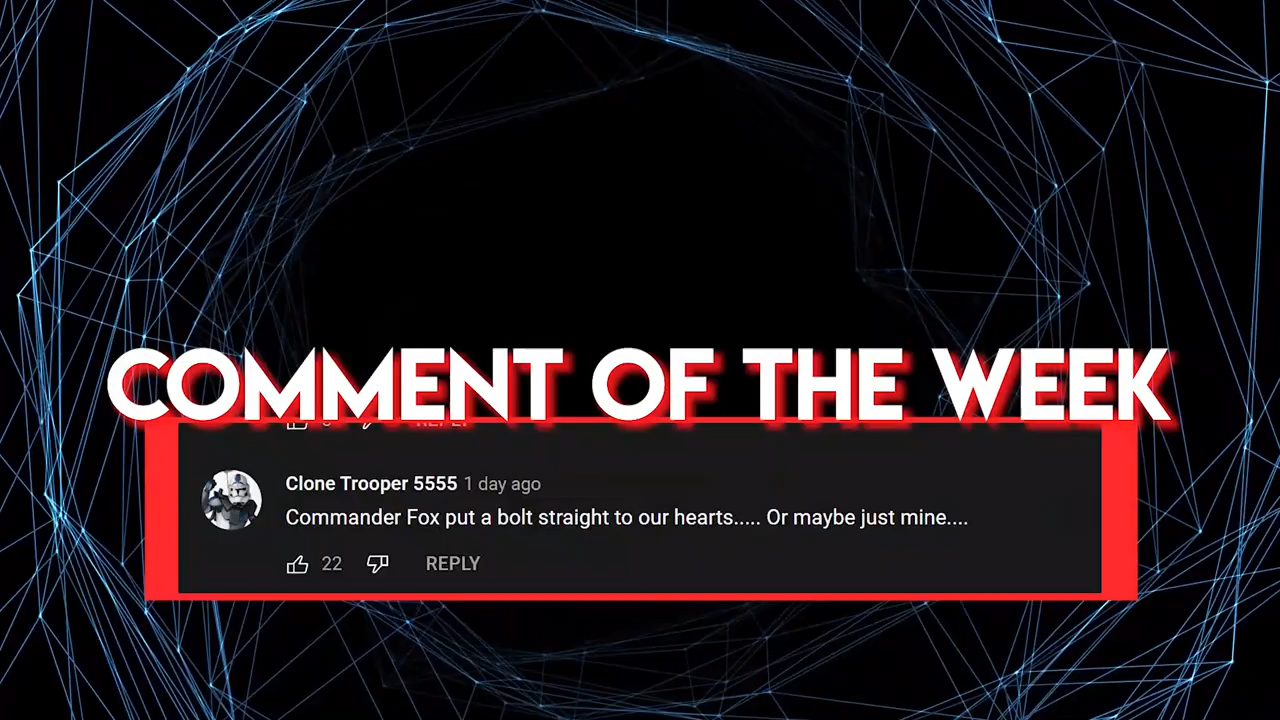 COMMENT OF THE WEEK
REPLY
Clone Trooper 5555 1 day ago
Commander Fox put a bolt straight to our hearts..... Or maybe just mine....
22 REPLY